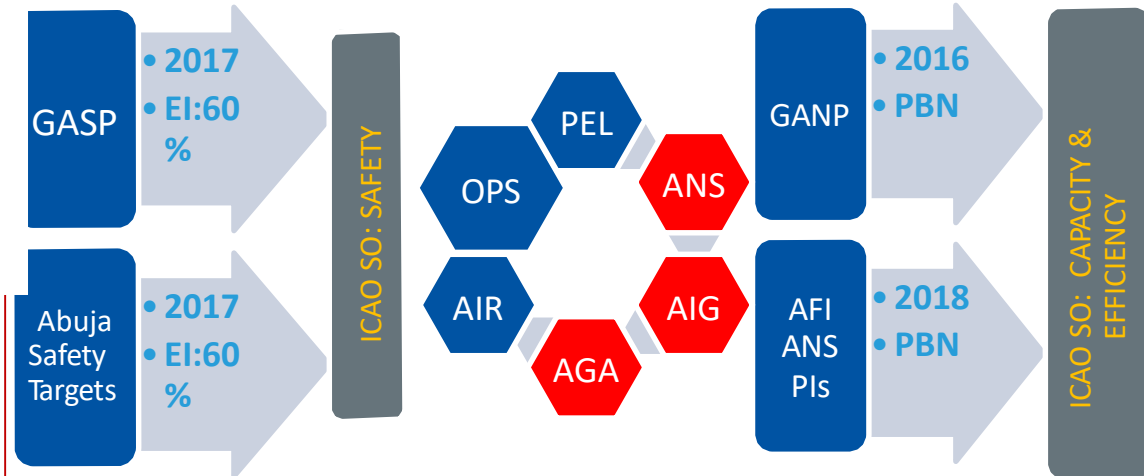 GASP
• 2017
• EI:60
%
Abuja
Safety
Targets
• 2017
• EI:60
%
ICAO SO: SAFETY
PEL
OPS
ANS
AIR
AIG
AGA
GANP
• 2016
• PBN
AFI
ANS
PIs
• 2018
• PBN
ICAO SO: CAPACITY &
EFFICIENCY